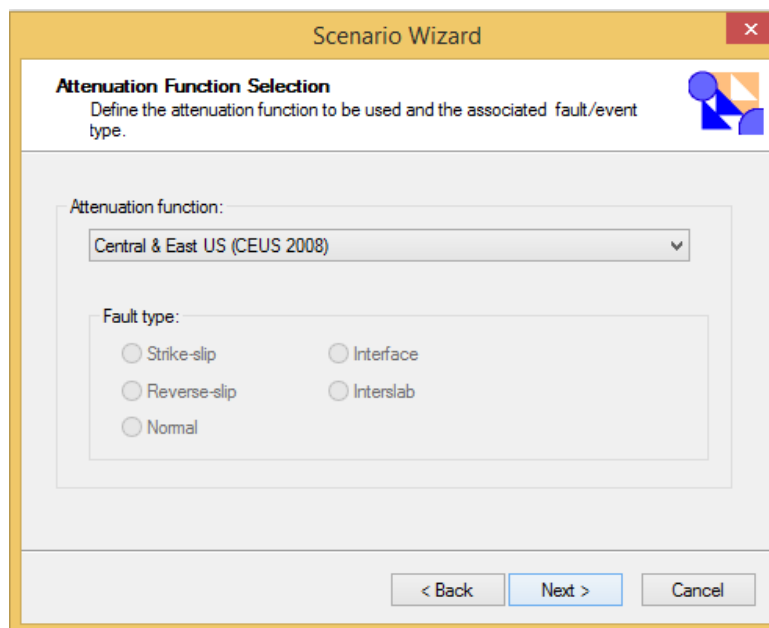 Scenario Wizard
Attenuation Function Selection
Define the attenuation function to be used and the associated fault/event
type.
Attenuation function:
Central & East US (CEUS 2008)
Fault type:
Strike-slip
Interface
Reverse-slip
Interslab
Normal
< Back
Next >
Cancel